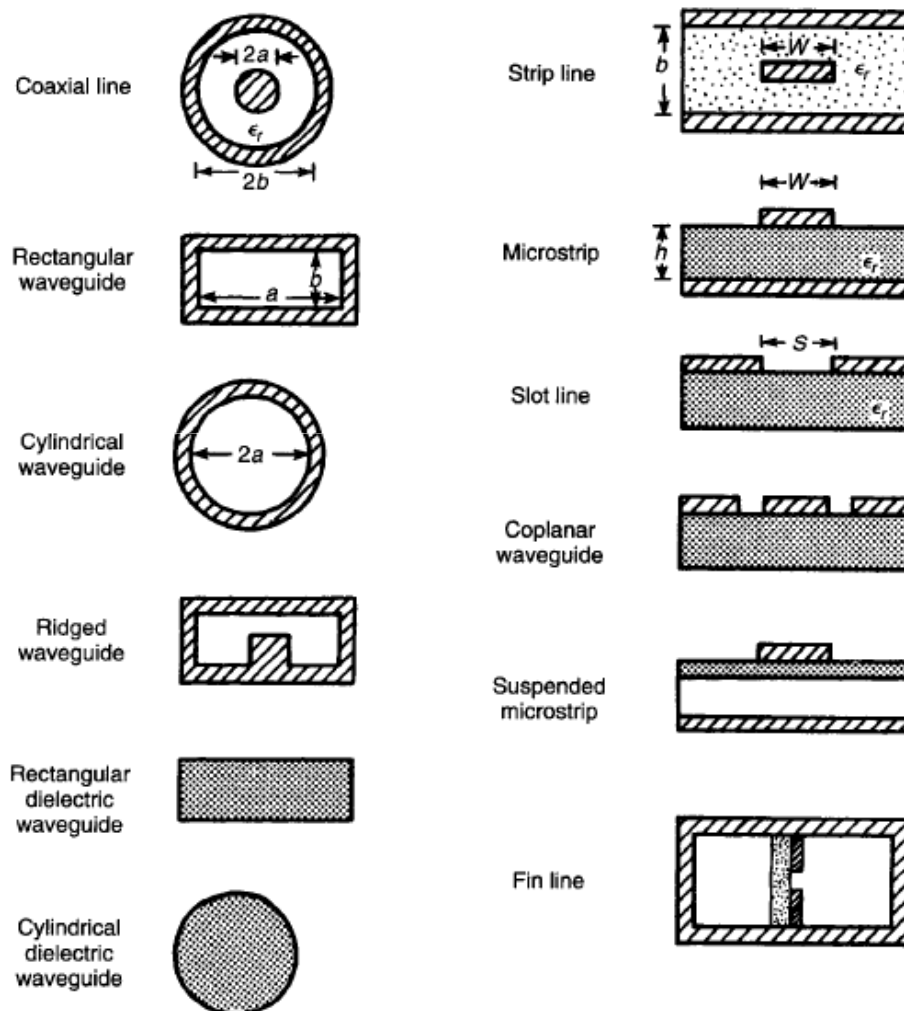 Coaxial line
2a
ϵr
2b
Rectangular
waveguide
b
a
Cylindrical
waveguide
2a
Ridged
waveguide
Rectangular
dielectric
waveguide
Cylindrical
dielectric
waveguide
Strip line
b
W
ϵr
Microstrip
W
h
ϵr
Slot line
S
ϵr
Coplanar
waveguide
Suspended
microstrip
Fin line